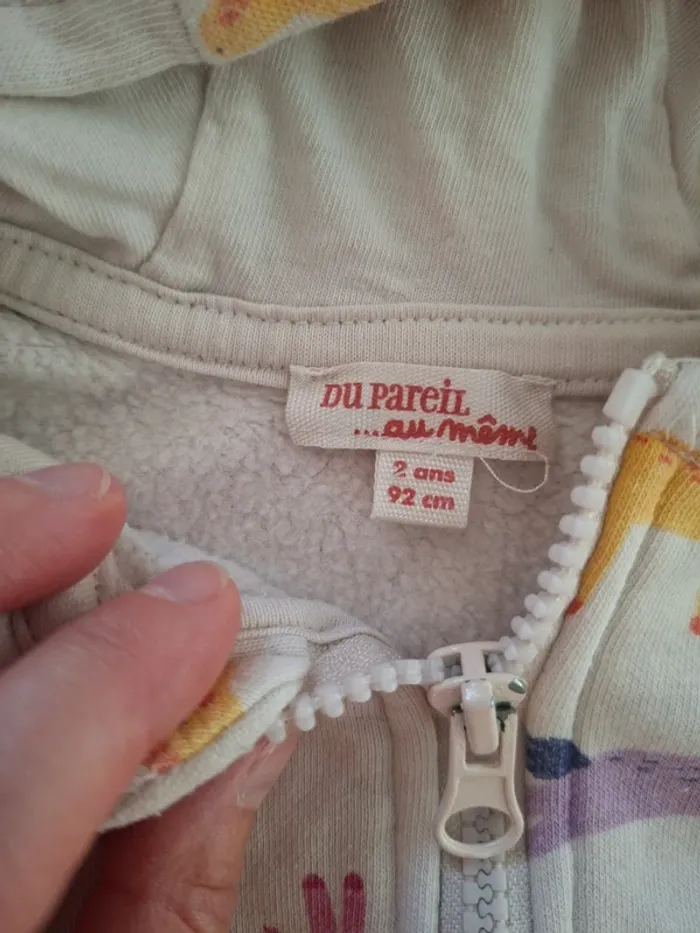 DU PAREIL
...au même
2 ans
92 cm